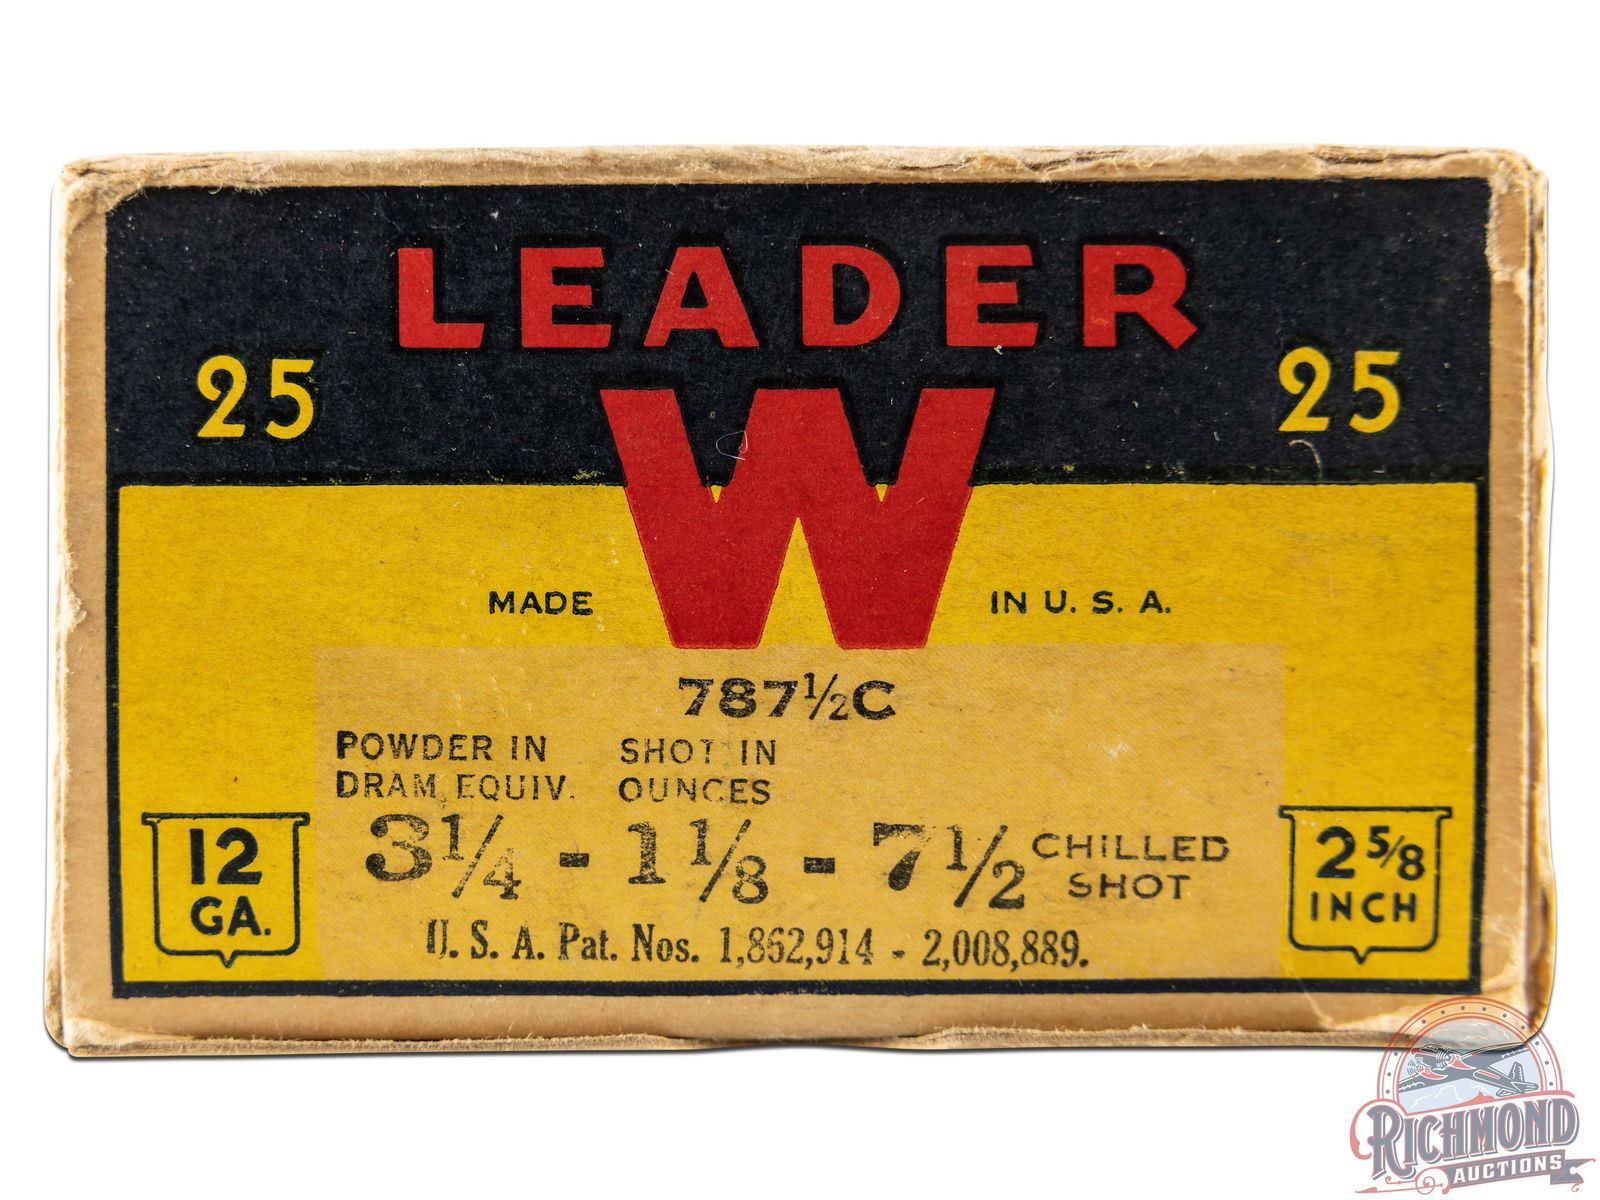 LEADER
25 W 25
MADE IN U. S. A.
787½C
POWDER IN SHOT IN
DRAM EQUIV. OUNCES
3¼ - 1⅛ - 7½ CHILLED SHOT
12 GA.
2⅝ INCH
U. S. A. Pat. Nos. 1,862,914 - 2,008,889.
RICHMOND
AUCTIONS